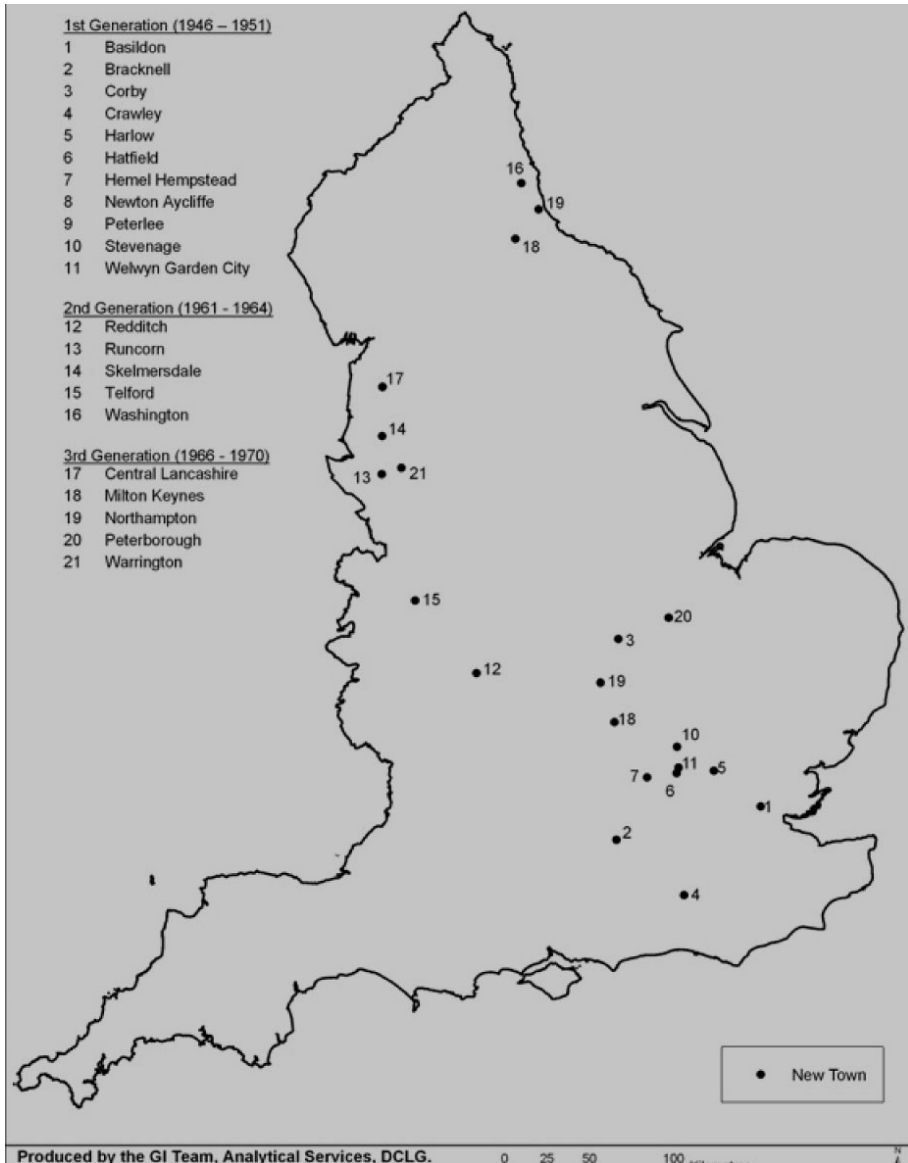 1st Generation (1946 – 1951)
1 Basildon
2 Bracknell
3 Corby
4 Crawley
5 Harlow
6 Hatfield
7 Hemel Hempstead
8 Newton Aycliffe
9 Peterlee
10 Stevenage
11 Welwyn Garden City
2nd Generation (1961 - 1964)
12 Redditch
13 Runcorn
14 Skelmersdale
15 Telford
16 Washington
3rd Generation (1966 - 1970)
17 Central Lancashire
18 Milton Keynes
19 Northampton
20 Peterborough
21 Warrington
16
19
18
17
14
13
21
15
20
3
12
19
18
10
11
5
7
6
1
2
4
New Town
Produced by the GI Team, Analytical Services, DCLG.
0 25 50 100
N